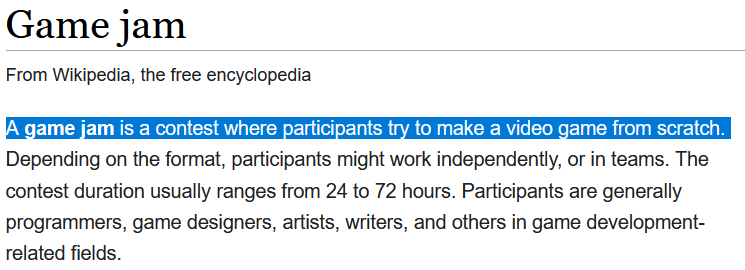 Game jam
From Wikipedia, the free encyclopedia
A game jam is a contest where participants try to make a video game from scratch.
Depending on the format, participants might work independently, or in teams. The
contest duration usually ranges from 24 to 72 hours. Participants are generally
programmers, game designers, artists, writers, and others in game development-
related fields.